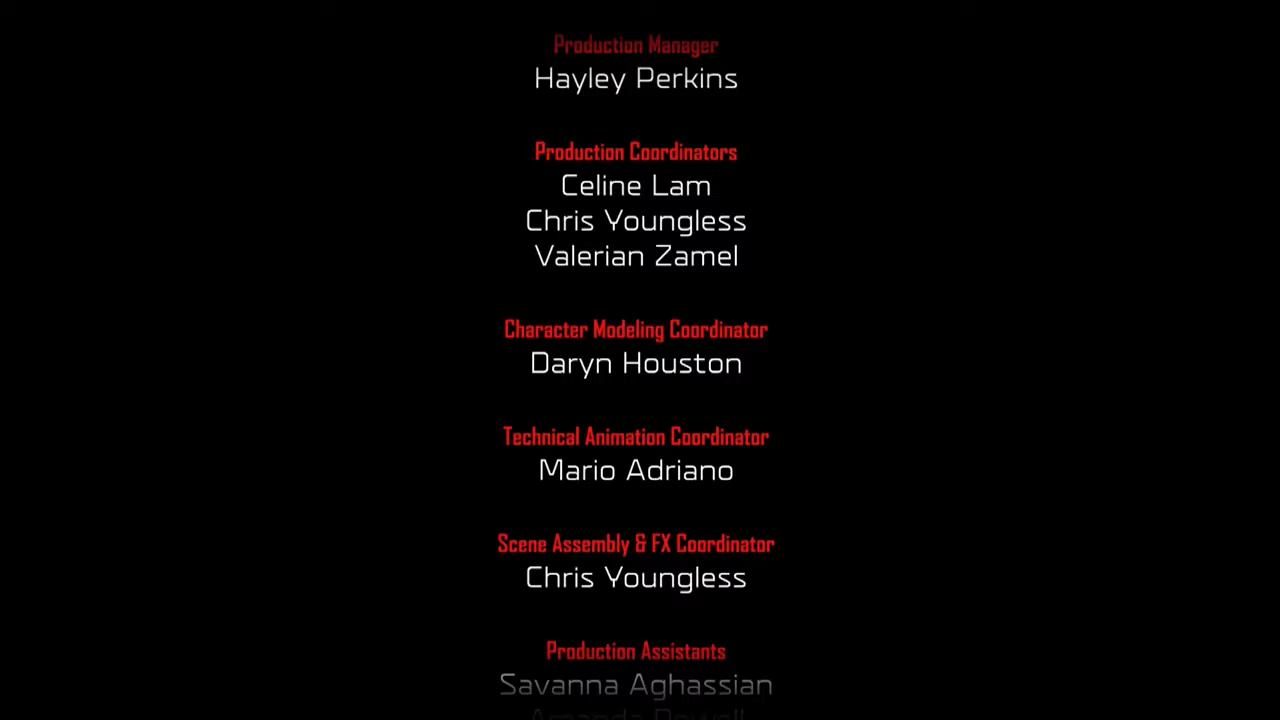 Production Manager
Hayley Perkins
Production Coordinators
Celine Lam
Chris Youngless
Valerian Zamel
Character Modeling Coordinator
Daryn Houston
Technical Animation Coordinator
Mario Adriano
Scene Assembly & FX Coordinator
Chris Youngless
Production Assistants
Savanna Aghassian